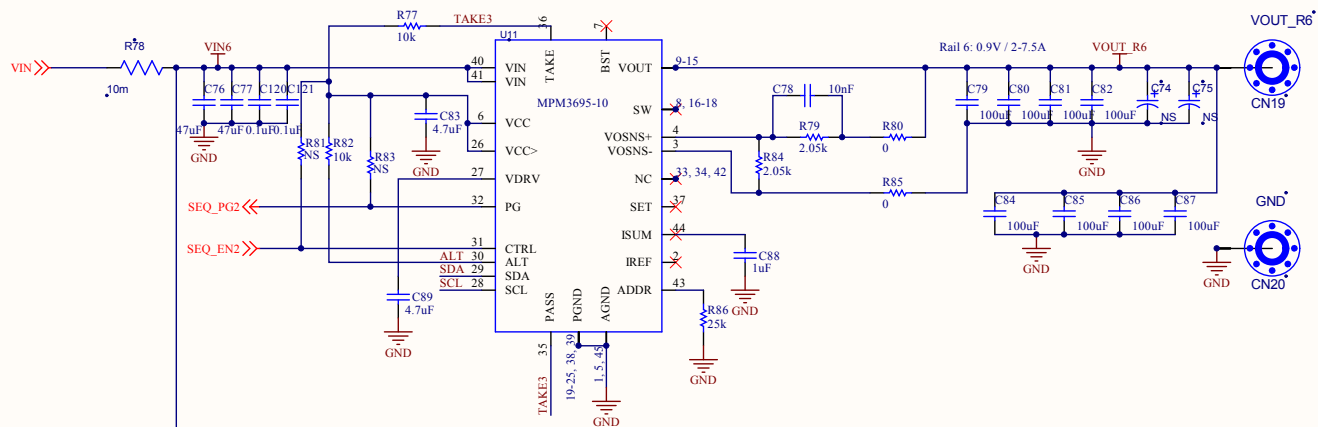 VIN
R78
10m
VIN6
C76
C77
C120
C121
47uF
47uF
0.1uF
0.1uF
GND
R77
10k
TAKE3
R81
NS
R82
10k
R83
NS
C83
4.7uF
GND
SEQ_PG2
SEQ_EN2
ALT
SDA
SCL
C89
4.7uF
GND
U11
MPM3695-10
36
TAKE
7
BST
40
VIN
41
VIN
6
VCC
26
VCC>
27
VDRV
32
PG
31
CTRL
30
ALT
29
SDA
28
SCL
VOUT
9-15
SW
8, 16-18
VOSNS+
4
VOSNS-
3
NC
33, 34, 42
SET
37
ISUM
44
IREF
2
ADDR
43
PASS
35
TAKE3
PGND
19-25, 38, 39
AGND
1, 5, 45
GND
C78
10nF
R79
2.05k
R80
0
R84
2.05k
R85
0
C88
1uF
GND
R86
25k
GND
Rail 6: 0.9V / 2-7.5A
VOUT_R6
C79
100uF
C80
100uF
C81
100uF
C82
100uF
C74
NS
C75
NS
GND
C84
100uF
C85
100uF
C86
100uF
C87
100uF
GND
VOUT_R6
CN19
GND
CN20
GND